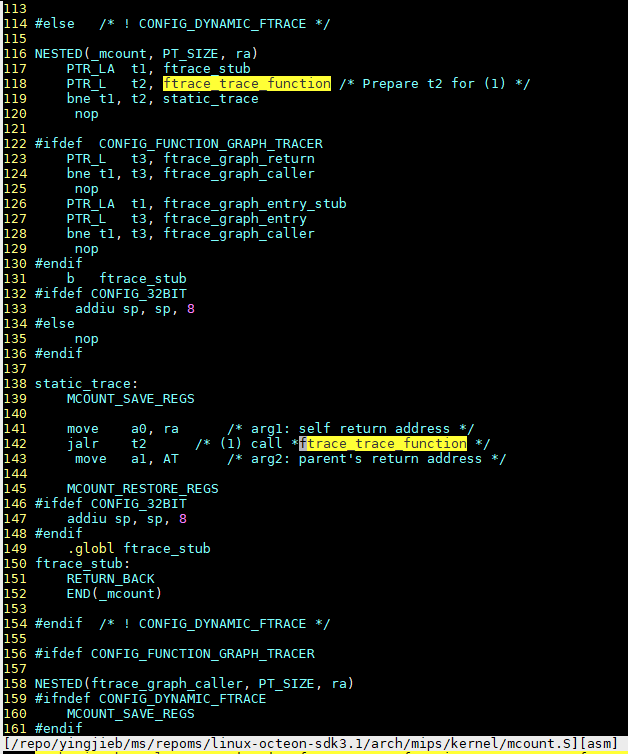 113
114 #else   /* ! CONFIG_DYNAMIC_FTRACE */
115
116 NESTED(_mcount, PT_SIZE, ra)
117     PTR_LA  t1, ftrace_stub
118     PTR_L   t2, ftrace_trace_function /* Prepare t2 for (1) */
119     bne t1, t2, static_trace
120      nop
121
122 #ifdef  CONFIG_FUNCTION_GRAPH_TRACER
123     PTR_L   t3, ftrace_graph_return
124     bne t1, t3, ftrace_graph_caller
125      nop
126     PTR_LA  t1, ftrace_graph_entry_stub
127     PTR_L   t3, ftrace_graph_entry
128     bne t1, t3, ftrace_graph_caller
129      nop
130 #endif
131     b   ftrace_stub
132 #ifdef CONFIG_32BIT
133      addiu sp, sp, 8
134 #else
135      nop
136 #endif
137
138 static_trace:
139     MCOUNT_SAVE_REGS
140
141     move    a0, ra      /* arg1: self return address */
142     jalr    t2      /* (1) call *ftrace_trace_function */
143      move   a1, AT      /* arg2: parent's return address */
144
145     MCOUNT_RESTORE_REGS
146 #ifdef CONFIG_32BIT
147     addiu sp, sp, 8
148 #endif
149     .globl ftrace_stub
150 ftrace_stub:
151     RETURN_BACK
152     END(_mcount)
153
154 #endif  /* ! CONFIG_DYNAMIC_FTRACE */
155
156 #ifdef CONFIG_FUNCTION_GRAPH_TRACER
157
158 NESTED(ftrace_graph_caller, PT_SIZE, ra)
159 #ifndef CONFIG_DYNAMIC_FTRACE
160     MCOUNT_SAVE_REGS
161 #endif
[/repo/yingjieb/ms/repoms/linux-octeon-sdk3.1/arch/mips/kernel/mcount.S][asm]